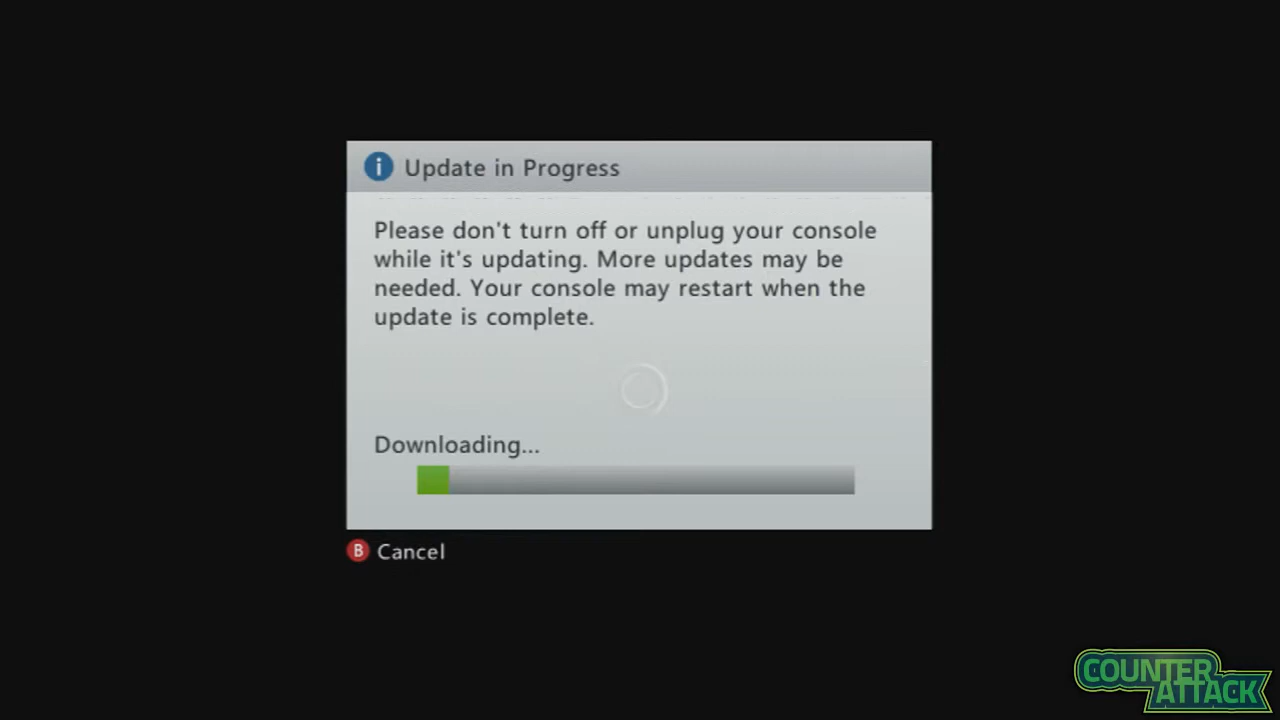 i Update in Progress
Please don't turn off or unplug your console
while it's updating. More updates may be
needed. Your console may restart when the
update is complete.
Downloading...
B Cancel
COUNTER
ATTACK